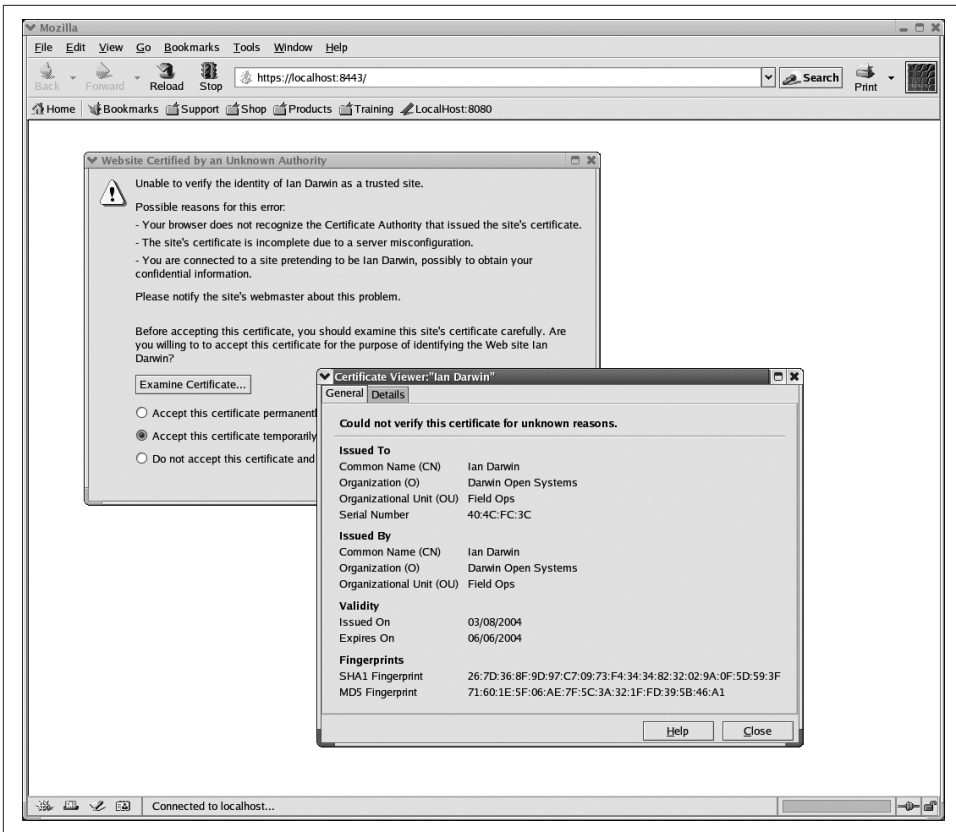 Mozilla
File Edit View Go Bookmarks Tools Window Help
Back Forward Reload Stop https://localhost:8443/ Search Print
Home Bookmarks Support Shop Products Training LocalHost:8080
Website Certified by an Unknown Authority
Unable to verify the identity of Ian Darwin as a trusted site.
Possible reasons for this error:
- Your browser does not recognize the Certificate Authority that issued the site's certificate.
- The site's certificate is incomplete due to a server misconfiguration.
- You are connected to a site pretending to be Ian Darwin, possibly to obtain your
confidential information.
Please notify the site's webmaster about this problem.
Before accepting this certificate, you should examine this site's certificate carefully. Are
you willing to to accept this certificate for the purpose of identifying the Web site Ian
Darwin?
Examine Certificate...
Accept this certificate permanentl
Accept this certificate temporarily
Do not accept this certificate and
Certificate Viewer:"Ian Darwin"
General Details
Could not verify this certificate for unknown reasons.
Issued To
Common Name (CN) Ian Darwin
Organization (O) Darwin Open Systems
Organizational Unit (OU) Field Ops
Serial Number 40:4C:FC:3C
Issued By
Common Name (CN) Ian Darwin
Organization (O) Darwin Open Systems
Organizational Unit (OU) Field Ops
Validity
Issued On 03/08/2004
Expires On 06/06/2004
Fingerprints
SHA1 Fingerprint 26:7D:36:8F:9D:97:C7:09:73:F4:34:34:82:32:02:9A:0F:5D:59:3F
MD5 Fingerprint 71:60:1E:5F:06:AE:7F:5C:3A:32:1F:FD:39:5B:46:A1
Help Close
Connected to localhost...